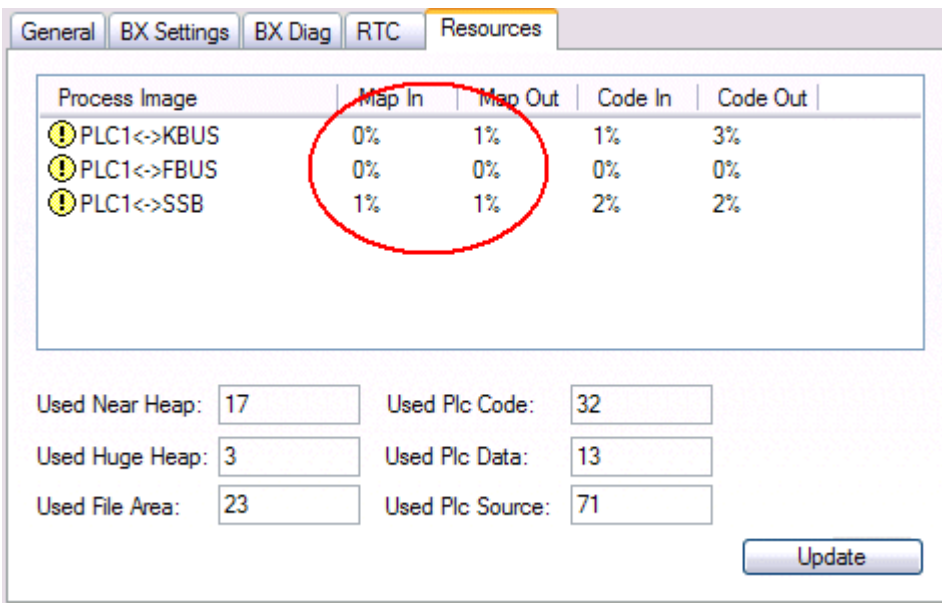 General BX Settings BX Diag RTC Resources
Process Image Map In Map Out Code In Code Out
PLC1<->KBUS 0% 1% 1% 3%
PLC1<->FBUS 0% 0% 0% 0%
PLC1<->SSB 1% 1% 2% 2%
Used Near Heap: 17 Used Plc Code: 32
Used Huge Heap: 3 Used Plc Data: 13
Used File Area: 23 Used Plc Source: 71
Update